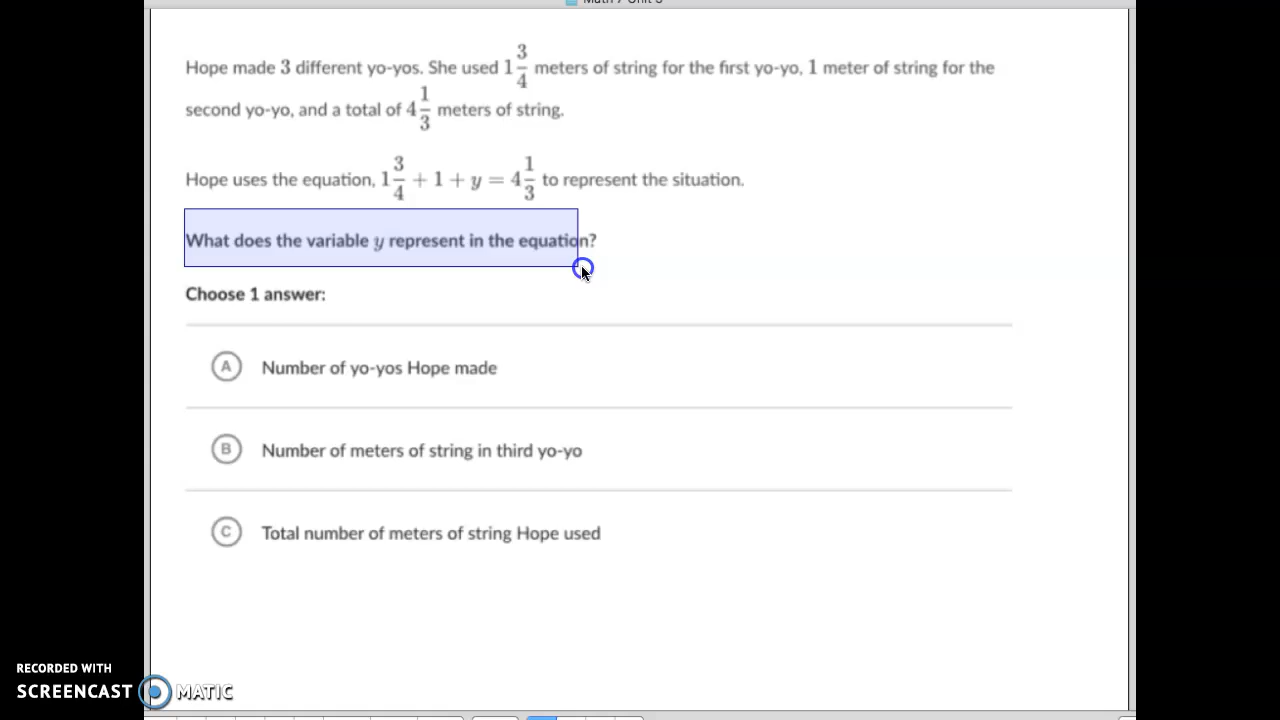 Math 7 Unit 5
Hope made 3 different yo-yos. She used 1 3/4 meters of string for the first yo-yo, 1 meter of string for the
second yo-yo, and a total of 4 1/3 meters of string.
Hope uses the equation, 1 3/4 + 1 + y = 4 1/3 to represent the situation.
What does the variable y represent in the equation?
Choose 1 answer:
A Number of yo-yos Hope made
B Number of meters of string in third yo-yo
C Total number of meters of string Hope used
RECORDED WITH
SCREENCAST MATIC